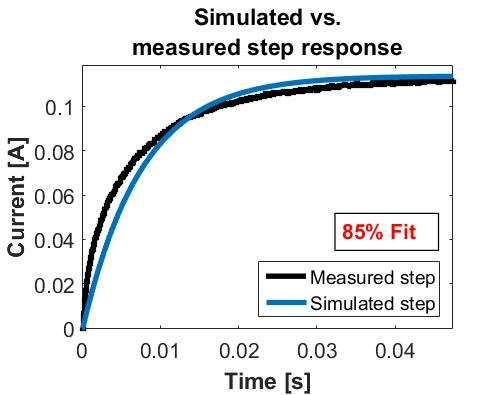 Simulated vs.
measured step response
Current [A]
0.1
0.08
0.06
0.04
0.02
0
85% Fit
Measured step
Simulated step
0
0.01
0.02
0.03
0.04
Time [s]